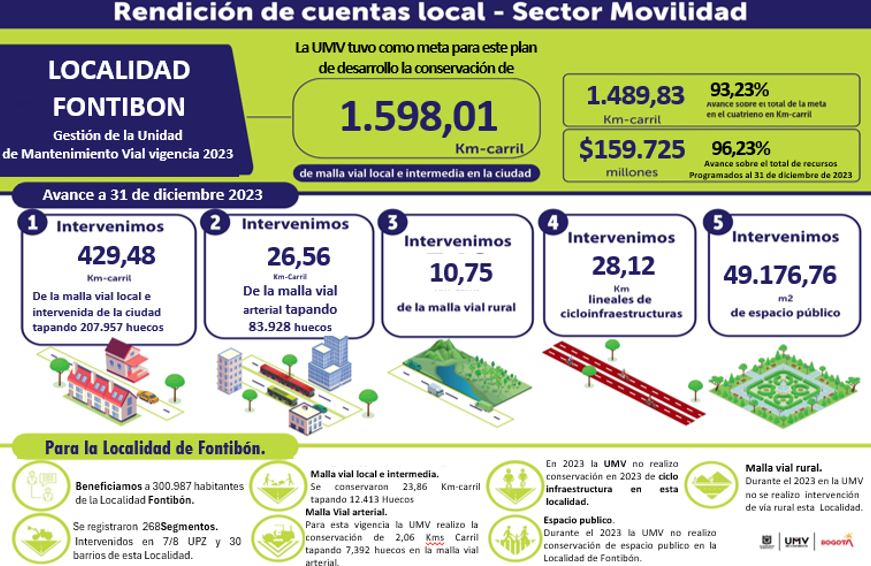 Rendición de cuentas local - Sector Movilidad
LOCALIDAD
FONTIBON
Gestión de la Unidad
de Mantenimiento Vial vigencia 2023
La UMV tuvo como meta para este plan
de desarrollo la conservación de
1.598,01
Km-carril
de malla vial local e intermedia en la ciudad
1.489,83
Km-carril
93,23%
Avance sobre el total de la meta
en el cuatrieno en Km-carril
$159.725
millones
96,23%
Avance sobre el total de recursos
Programados al 31 de diciembre de 2023
Avance a 31 de diciembre 2023
1
Intervenimos
429,48
Km-carril
De la malla vial local e
intervenida de la ciudad
tapando 207.957 huecos
2
Intervenimos
26,56
Km-Carril
De la malla vial
arterial tapando
83.928 huecos
3
Intervenimos
10,75
de la malla vial rural
4
Intervenimos
28,12
Km
lineales de
cicloinfraestructuras
5
Intervenimos
49.176,76
m2
de espacio público
Para la Localidad de Fontibón.
Beneficiamos a 300.987 habitantes
de la Localidad Fontibón.
Se registraron 268Segmentos.
Intervenidos en 7/8 UPZ y 30
barrios de esta Localidad.
Malla vial local e intermedia.
Se conservaron 23,86 Km-carril
tapando 12.413 Huecos
Malla Vial arterial.
Para esta vigencia la UMV realizo la
conservación de 2,06 Kms Carril
tapando 7,392 huecos en la malla vial
arterial.
En 2023 la UMV no realizo
conservación en 2023 de ciclo
infraestructura en esta
localidad.
Espacio publico.
Durante el 2023 la UMV no realizo
conservación de espacio publico en la
Localidad de Fontibón.
Malla vial rural.
Durante el 2023 en la UMV
no se realizo intervención
de vía rural esta Localidad.
UMV
BOGOTÁ